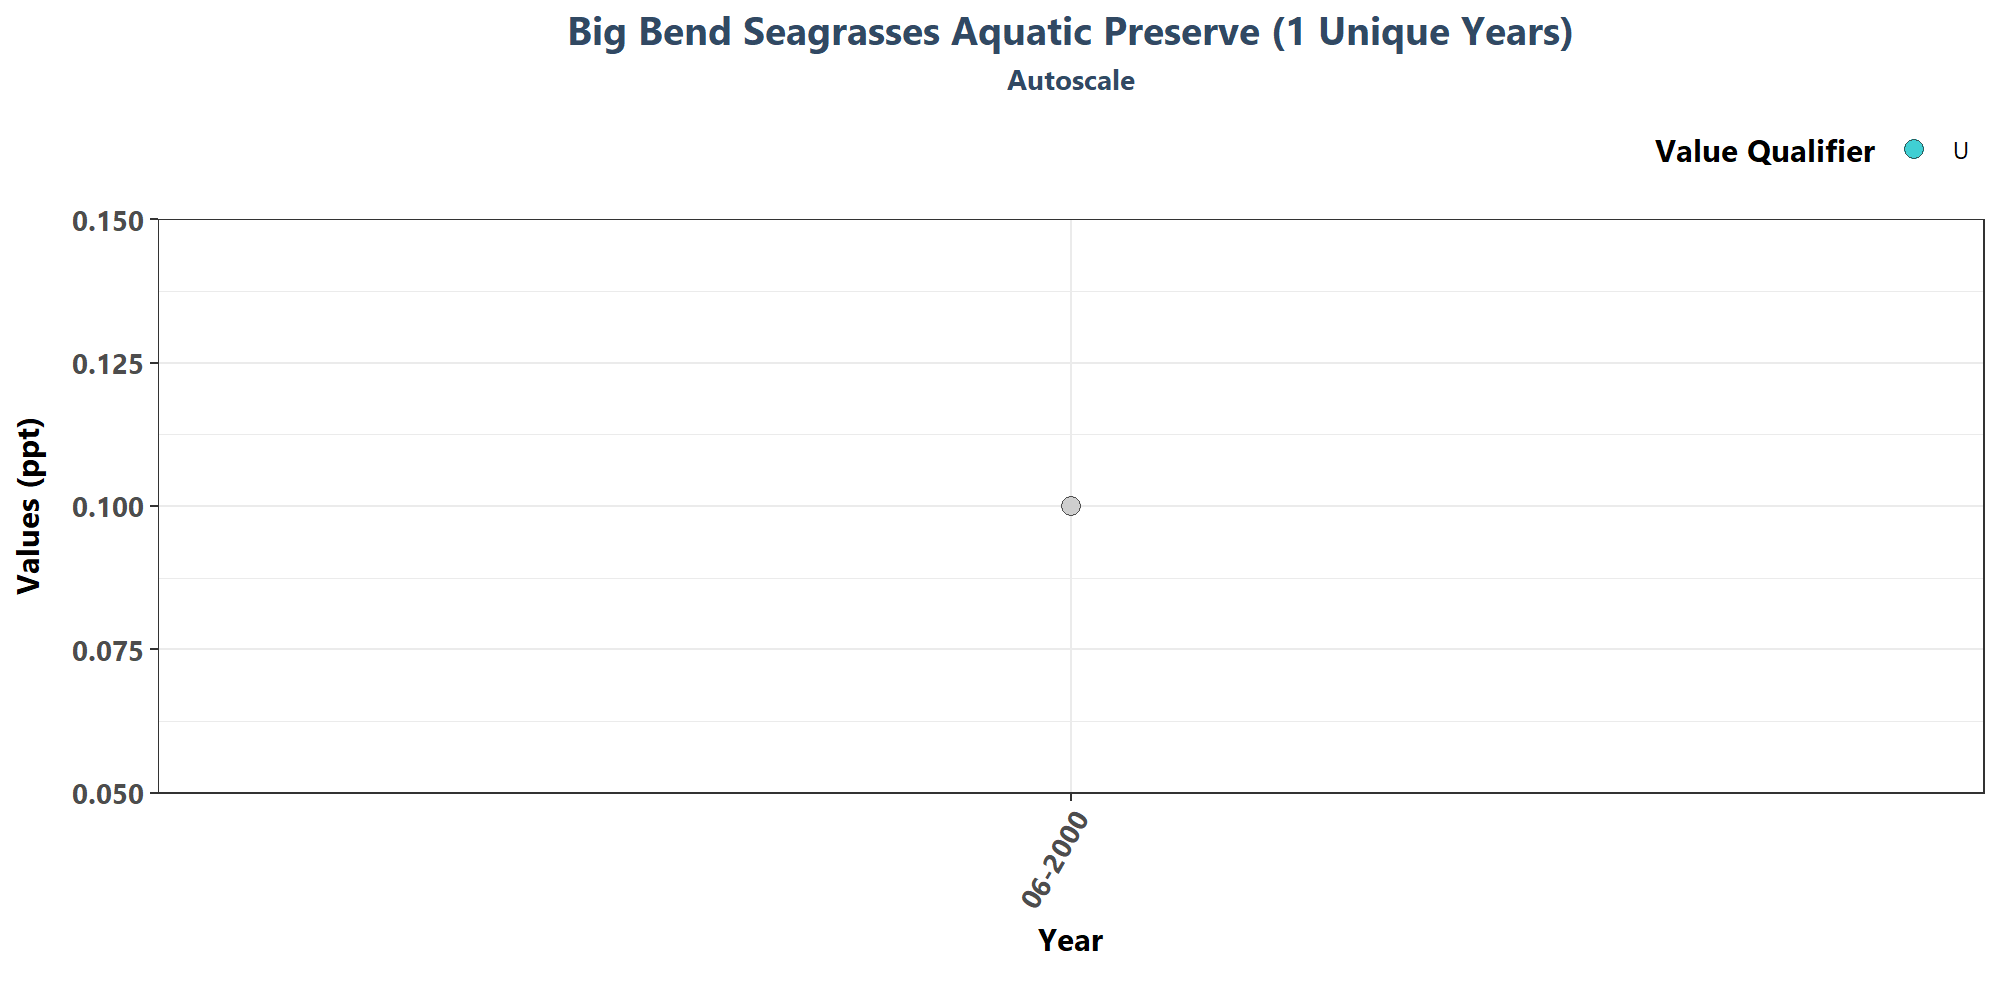 Big Bend Seagrasses Aquatic Preserve (1 Unique Years)
Autoscale
Value Qualifier U
0.150
0.125
0.100
0.075
0.050
Values (ppt)
06-2000
Year